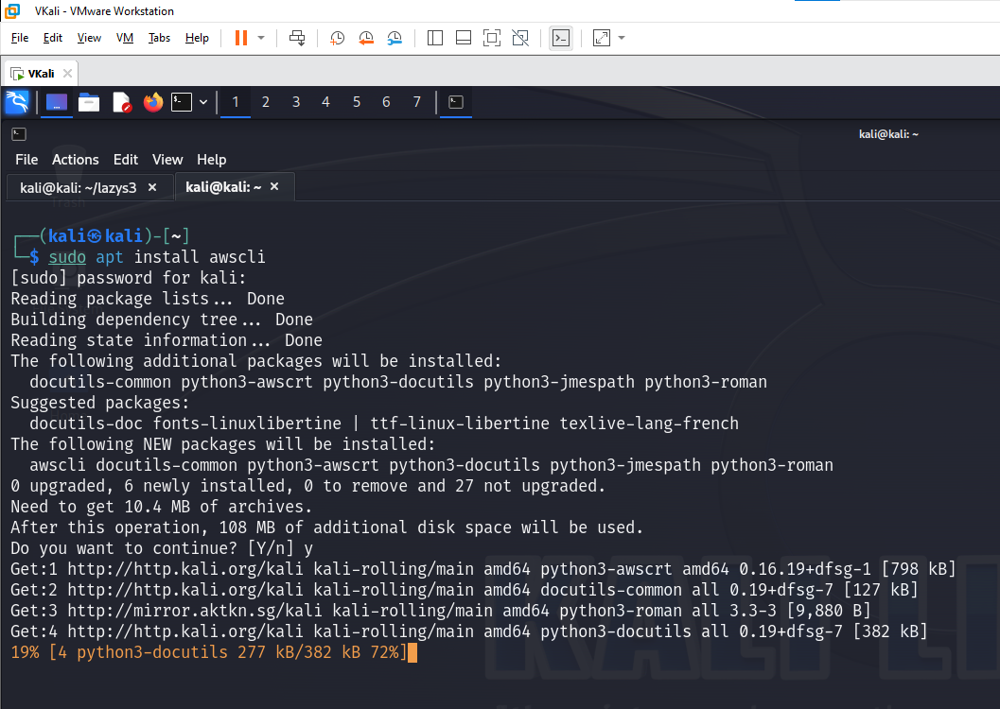 VKali - VMware Workstation
File Edit View VM Tabs Help
VKali
1 2 3 4 5 6 7
kali@kali: ~
File Actions Edit View Help
kali@kali: ~/lazys3 kali@kali: ~
Trash
┌──(kali㉿kali)-[~]
└─$ sudo apt install awscli
[sudo] password for kali:
Reading package lists... Done
Building dependency tree... Done
Reading state information... Done
The following additional packages will be installed:
docutils-common python3-awscrt python3-docutils python3-jmespath python3-roman
Suggested packages:
docutils-doc fonts-linuxlibertine | ttf-linux-libertine texlive-lang-french
The following NEW packages will be installed:
awscli docutils-common python3-awscrt python3-docutils python3-jmespath python3-roman
0 upgraded, 6 newly installed, 0 to remove and 27 not upgraded.
Need to get 10.4 MB of archives.
After this operation, 108 MB of additional disk space will be used.
Do you want to continue? [Y/n] y
Get:1 http://http.kali.org/kali kali-rolling/main amd64 python3-awscrt amd64 0.16.19+dfsg-1 [798 kB]
Get:2 http://http.kali.org/kali kali-rolling/main amd64 docutils-common all 0.19+dfsg-7 [127 kB]
Get:3 http://mirror.aktkn.sg/kali kali-rolling/main amd64 python3-roman all 3.3-3 [9,880 B]
Get:4 http://http.kali.org/kali kali-rolling/main amd64 python3-docutils all 0.19+dfsg-7 [382 kB]
19% [4 python3-docutils 277 kB/382 kB 72%]
KALI LI